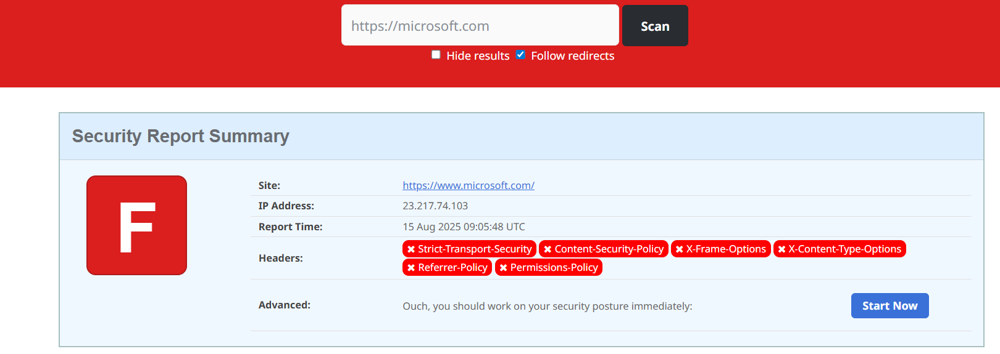 https://microsoft.com
Scan
Hide results
Follow redirects
Security Report Summary
F
Site:
https://www.microsoft.com/
IP Address:
23.217.74.103
Report Time:
15 Aug 2025 09:05:48 UTC
Headers:
✖ Strict-Transport-Security ✖ Content-Security-Policy ✖ X-Frame-Options ✖ X-Content-Type-Options
✖ Referrer-Policy ✖ Permissions-Policy
Advanced:
Ouch, you should work on your security posture immediately:
Start Now